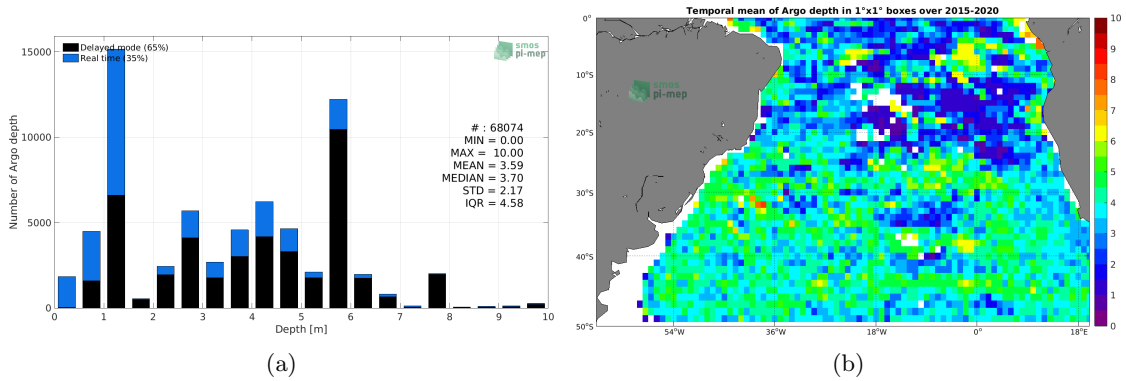 Delayed mode (65%)
Real time (35%)
smos
pi-mep
# : 68074
MIN = 0.00
MAX = 10.00
MEAN = 3.59
MEDIAN = 3.70
STD = 2.17
IQR = 4.58
Number of Argo depth
15000
10000
5000
0
0 1 2 3 4 5 6 7 8 9 10
Depth [m]
(a)
Temporal mean of Argo depth in 1°x1° boxes over 2015-2020
smos
pi-mep
0°
10°S
20°S
30°S
40°S
50°S
54°W 36°W 18°W 0° 18°E
10
9
8
7
6
5
4
3
2
1
0
(b)